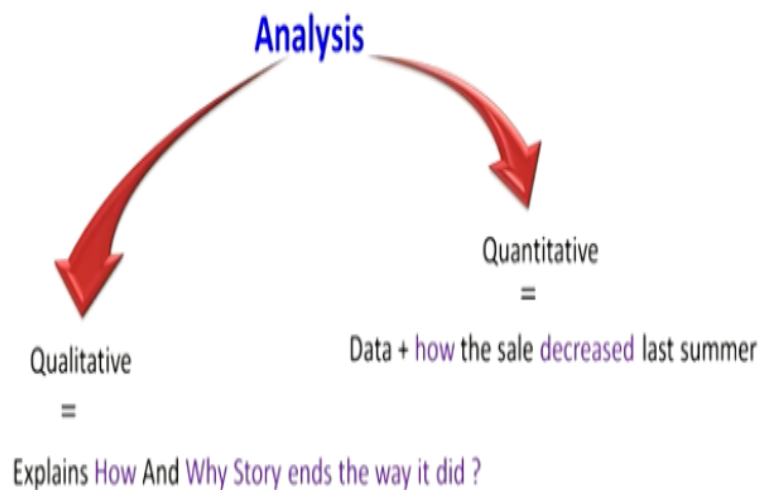 Analysis
Quantitative
=
Data + how the sale decreased last summer
Qualitative
=
Explains How And Why Story ends the way it did ?